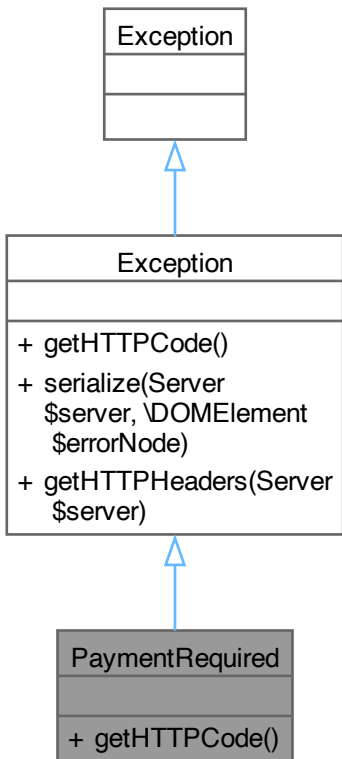 Exception
Exception
+ getHTTPCode()
+ serialize(Server
$server, \DOMElement
$errorNode)
+ getHTTPHeaders(Server
$server)
PaymentRequired
+ getHTTPCode()